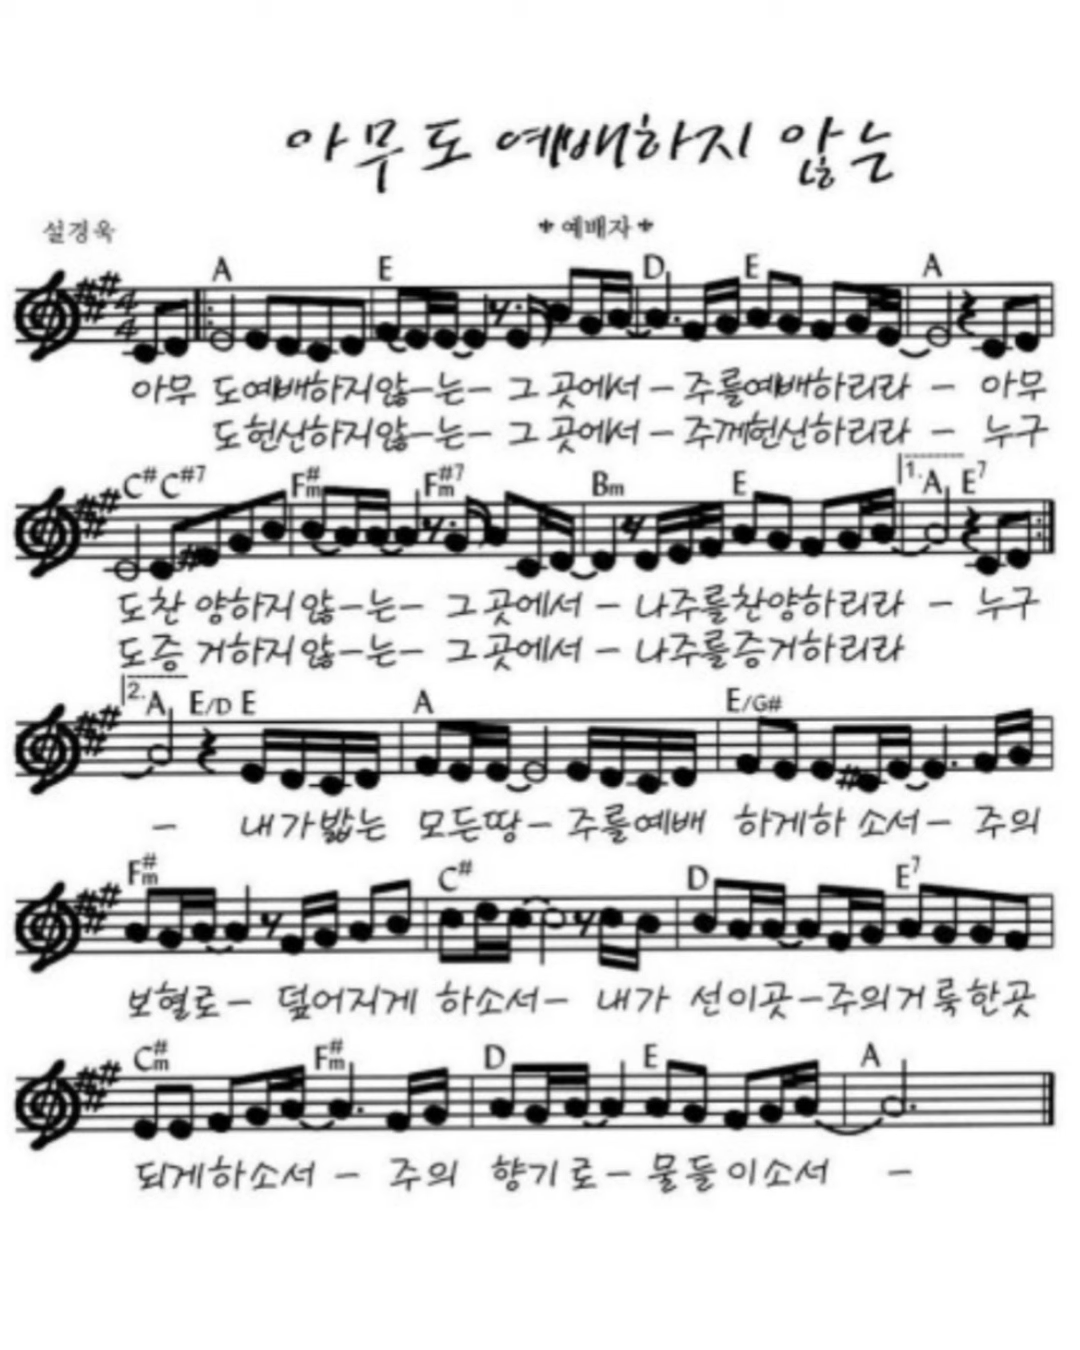 아무도 예배하지 않는
설경욱
* 예배자 *
A E D E A
4
4
아무 도예배하지않-는- 그 곳에서 - 주를예배하리라 - 아무
도헌신하지않-는- 그 곳에서 - 주께헌신하리라 - 누구
C# C#7 F#m F#m7 Bm E 1. A E7
도찬 양하지않-는- 그곳에서 - 나주를찬양하리라 - 누구
도증 거하지않-는- 그곳에서 - 나주를증거하리라
2. A E/D E A E/G#
- 내가밟는 모든땅- 주를예배 하게하 소서- 주의
F#m C# D E7
보혈로- 덮어지게 하소서- 내가 선이곳-주의거룩한곳
C#m F#m D E A
되게하소서 - 주의 향기로- 물들이소서 -